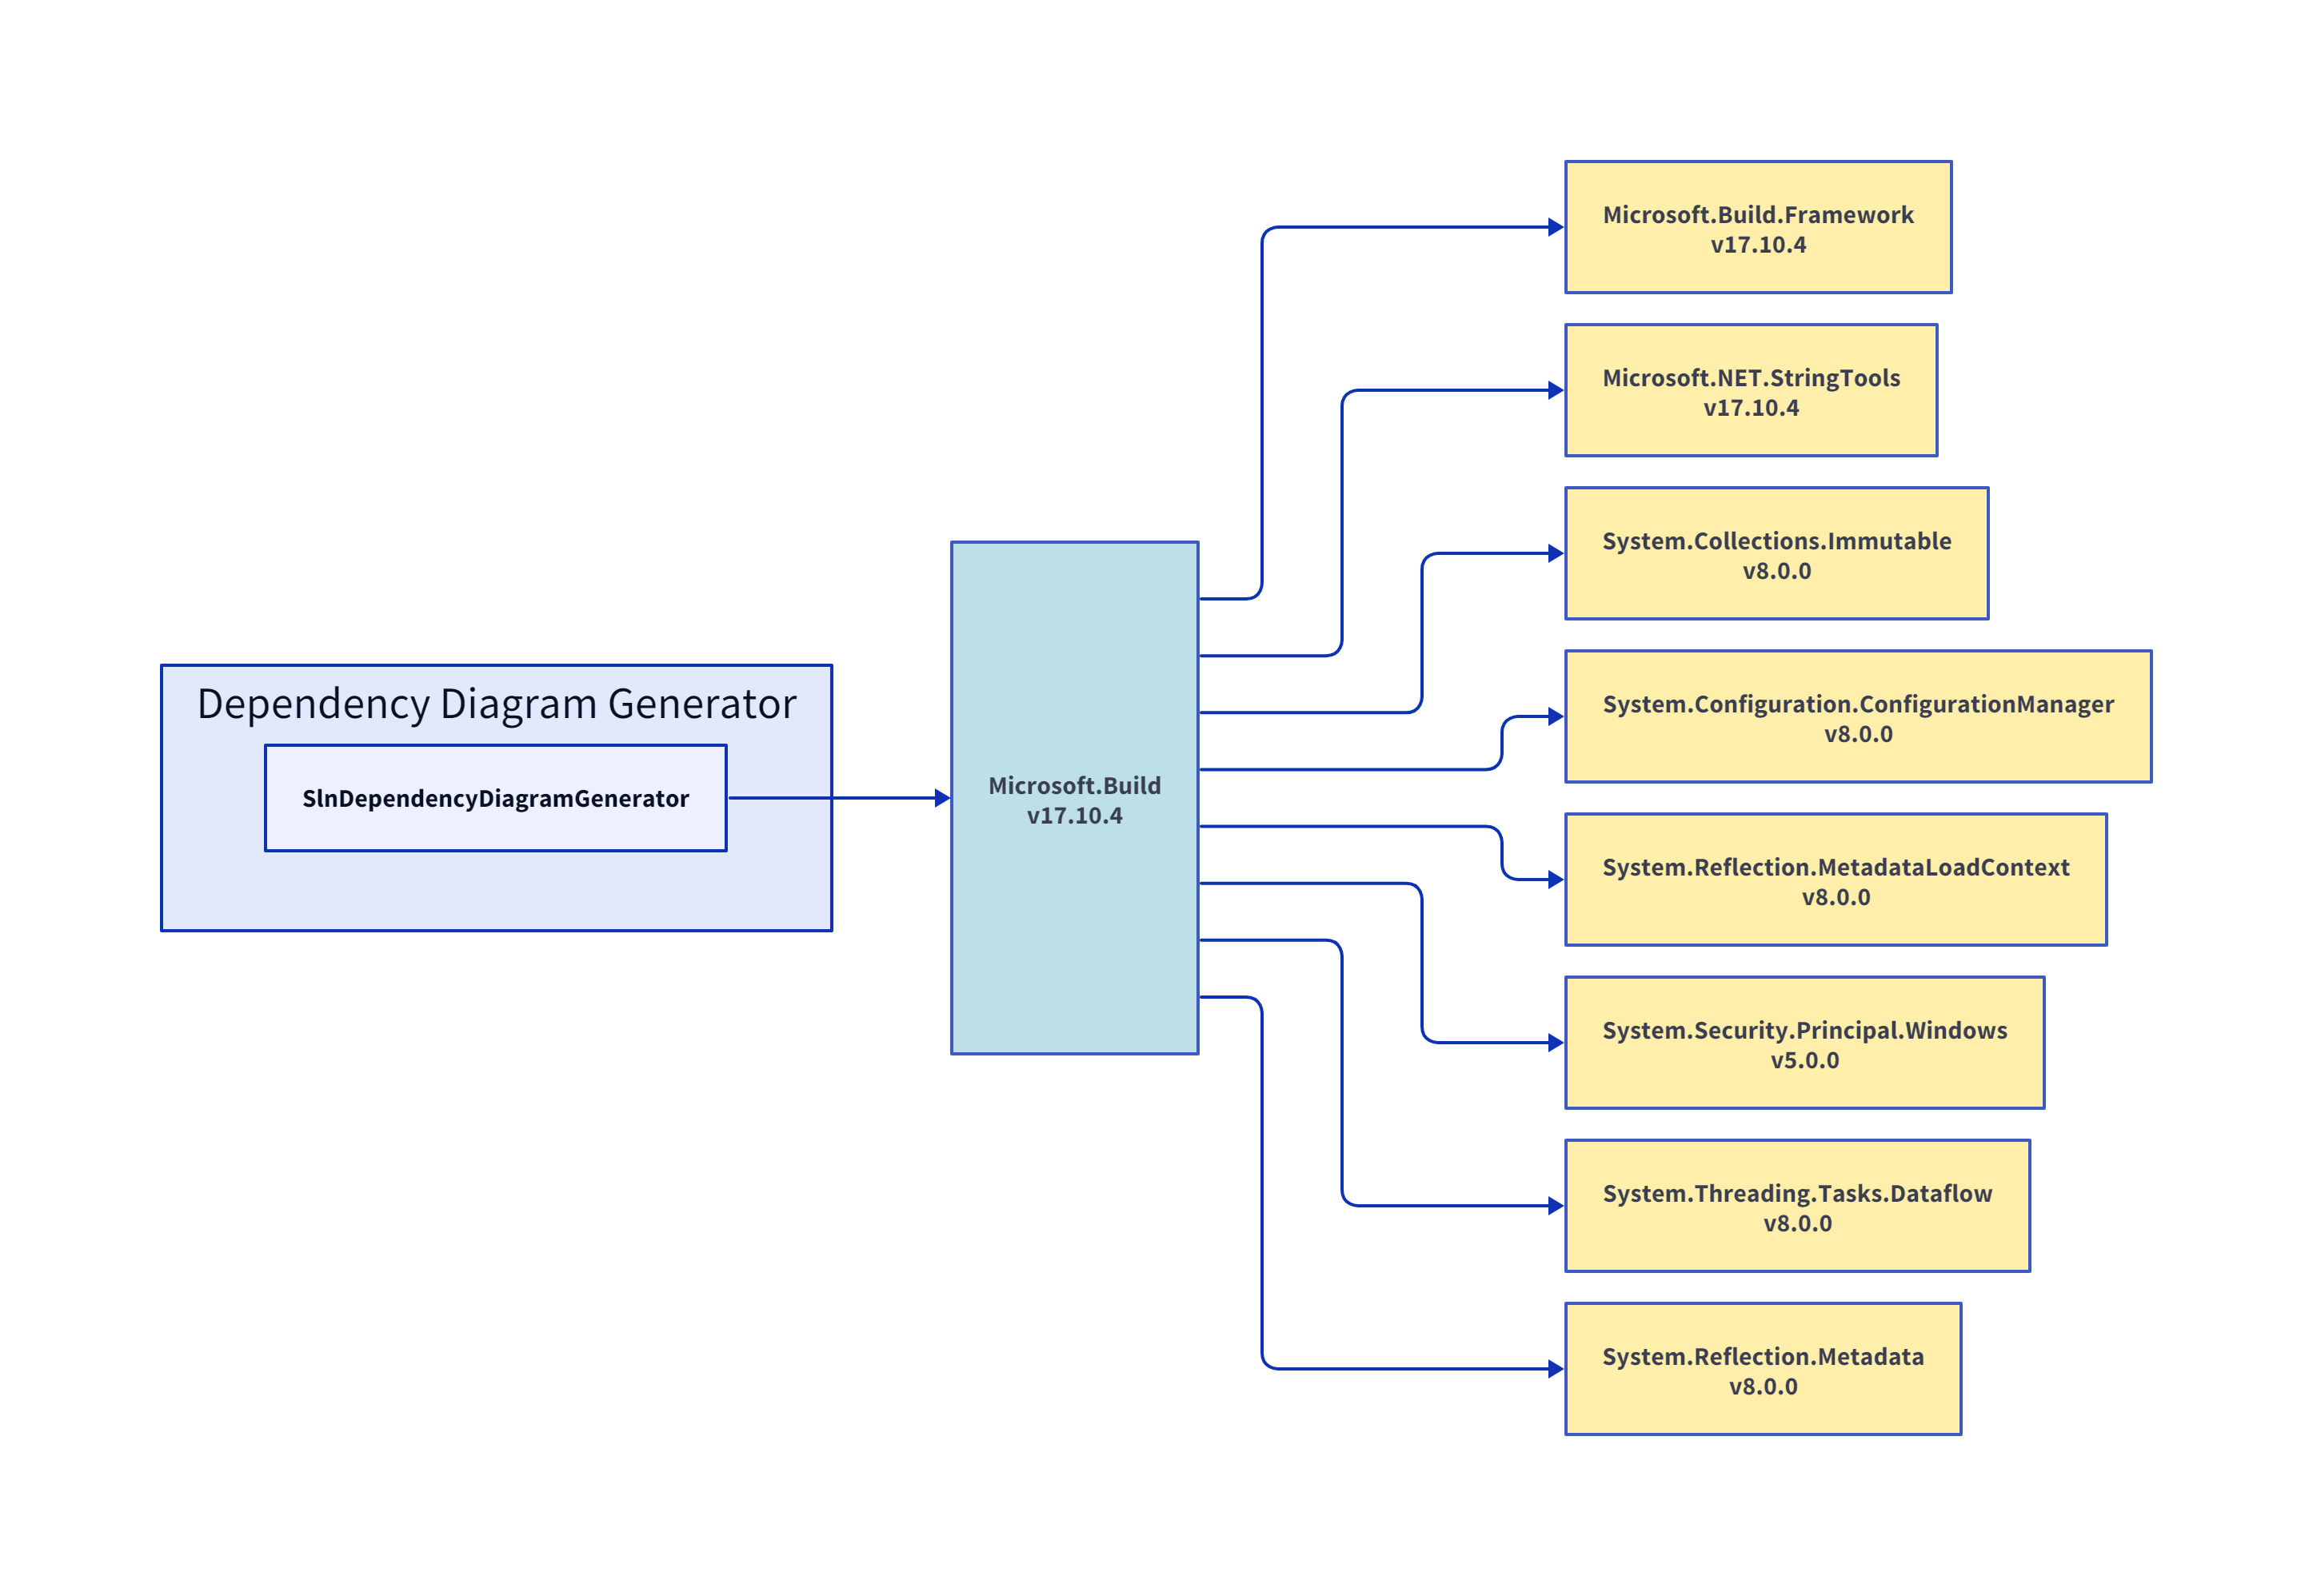 Dependency Diagram Generator
SlnDependencyDiagramGenerator
Microsoft.Build
v17.10.4
Microsoft.Build.Framework
v17.10.4
Microsoft.NET.StringTools
v17.10.4
System.Collections.Immutable
v8.0.0
System.Configuration.ConfigurationManager
v8.0.0
System.Reflection.MetadataLoadContext
v8.0.0
System.Security.Principal.Windows
v5.0.0
System.Threading.Tasks.Dataflow
v8.0.0
System.Reflection.Metadata
v8.0.0